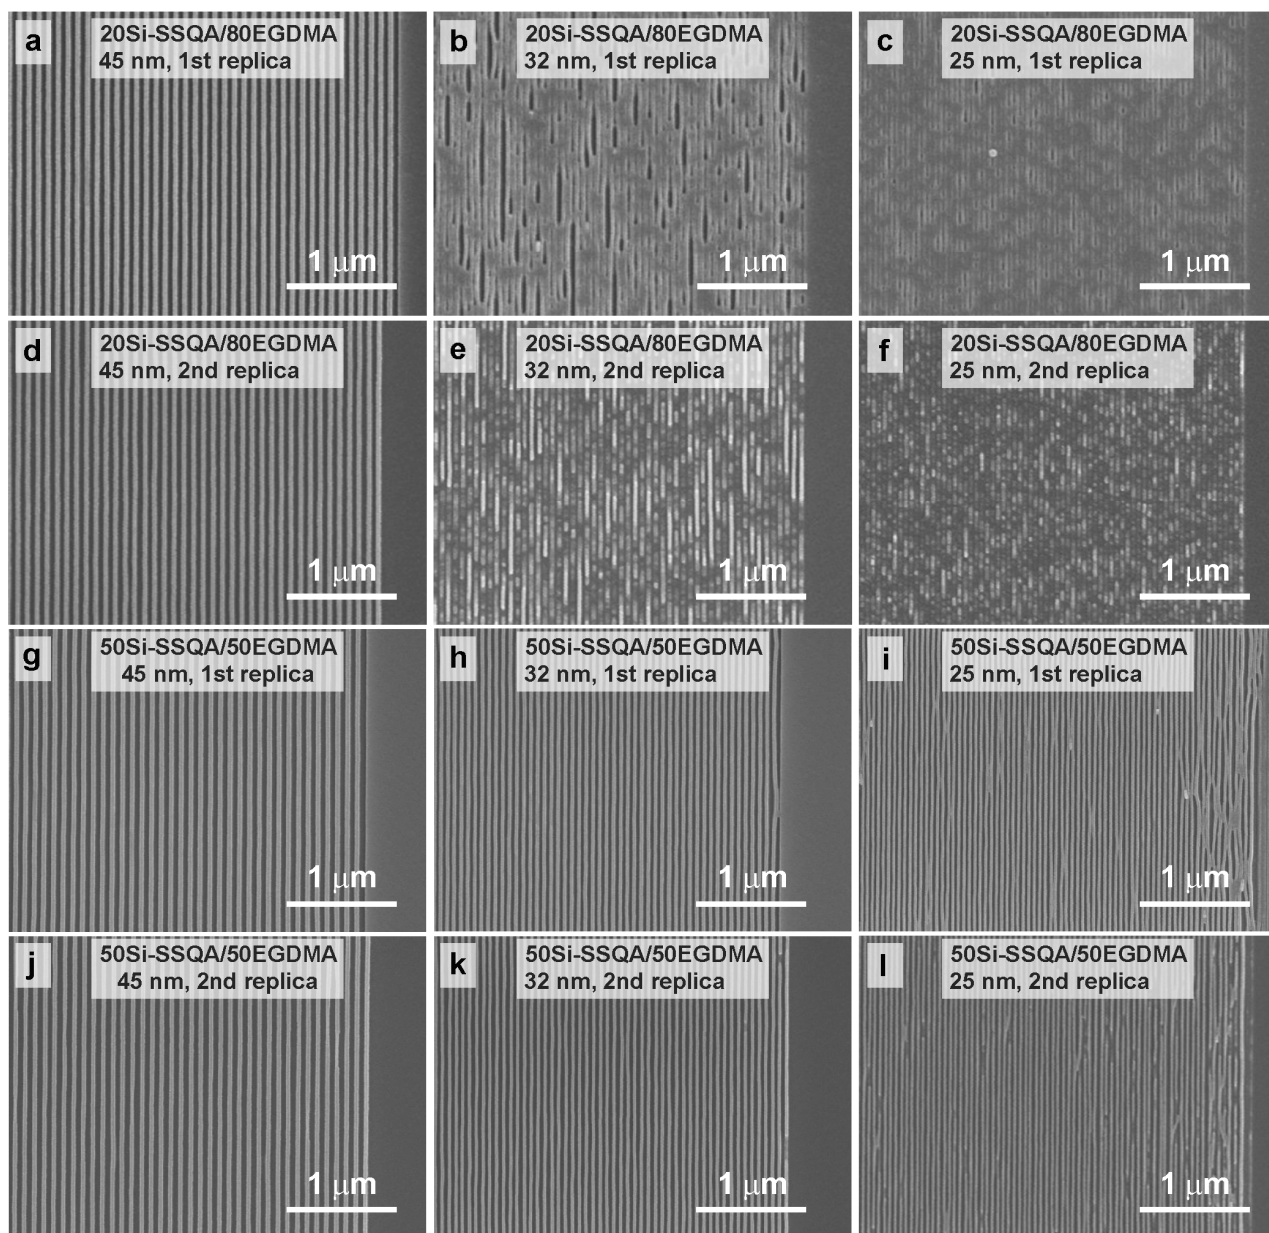 a
20Si-SSQA/80EGDMA
45 nm, 1st replica
1 μm
b
20Si-SSQA/80EGDMA
32 nm, 1st replica
1 μm
c
20Si-SSQA/80EGDMA
25 nm, 1st replica
1 μm
d
20Si-SSQA/80EGDMA
45 nm, 2nd replica
1 μm
e
20Si-SSQA/80EGDMA
32 nm, 2nd replica
1 μm
f
20Si-SSQA/80EGDMA
25 nm, 2nd replica
1 μm
g
50Si-SSQA/50EGDMA
45 nm, 1st replica
1 μm
h
50Si-SSQA/50EGDMA
32 nm, 1st replica
1 μm
i
50Si-SSQA/50EGDMA
25 nm, 1st replica
1 μm
j
50Si-SSQA/50EGDMA
45 nm, 2nd replica
1 μm
k
50Si-SSQA/50EGDMA
32 nm, 2nd replica
1 μm
l
50Si-SSQA/50EGDMA
25 nm, 2nd replica
1 μm